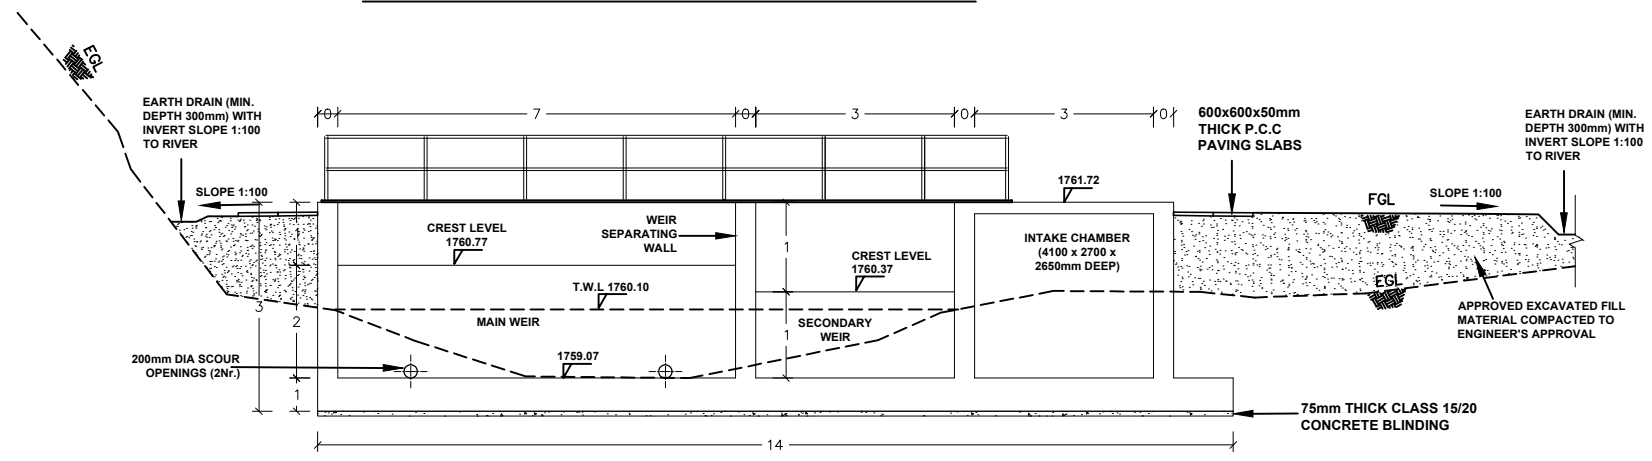 EGL
EARTH DRAIN (MIN.
DEPTH 300mm) WITH
INVERT SLOPE 1:100
TO RIVER
SLOPE 1:100
0
7
0
3
0
3
0
600x600x50mm
THICK P.C.C
PAVING SLABS
EARTH DRAIN (MIN.
DEPTH 300mm) WITH
INVERT SLOPE 1:100
TO RIVER
1761.72
SLOPE 1:100
FGL
CREST LEVEL
1760.77
WEIR
SEPARATING
WALL
1
1
CREST LEVEL
1760.37
INTAKE CHAMBER
(4100 x 2700 x
2650mm DEEP)
T.W.L 1760.10
EGL
3
2
MAIN WEIR
SECONDARY
WEIR
1
APPROVED EXCAVATED FILL
MATERIAL COMPACTED TO
ENGINEER'S APPROVAL
200mm DIA SCOUR
OPENINGS (2Nr.)
1759.07
1
75mm THICK CLASS 15/20
CONCRETE BLINDING
14